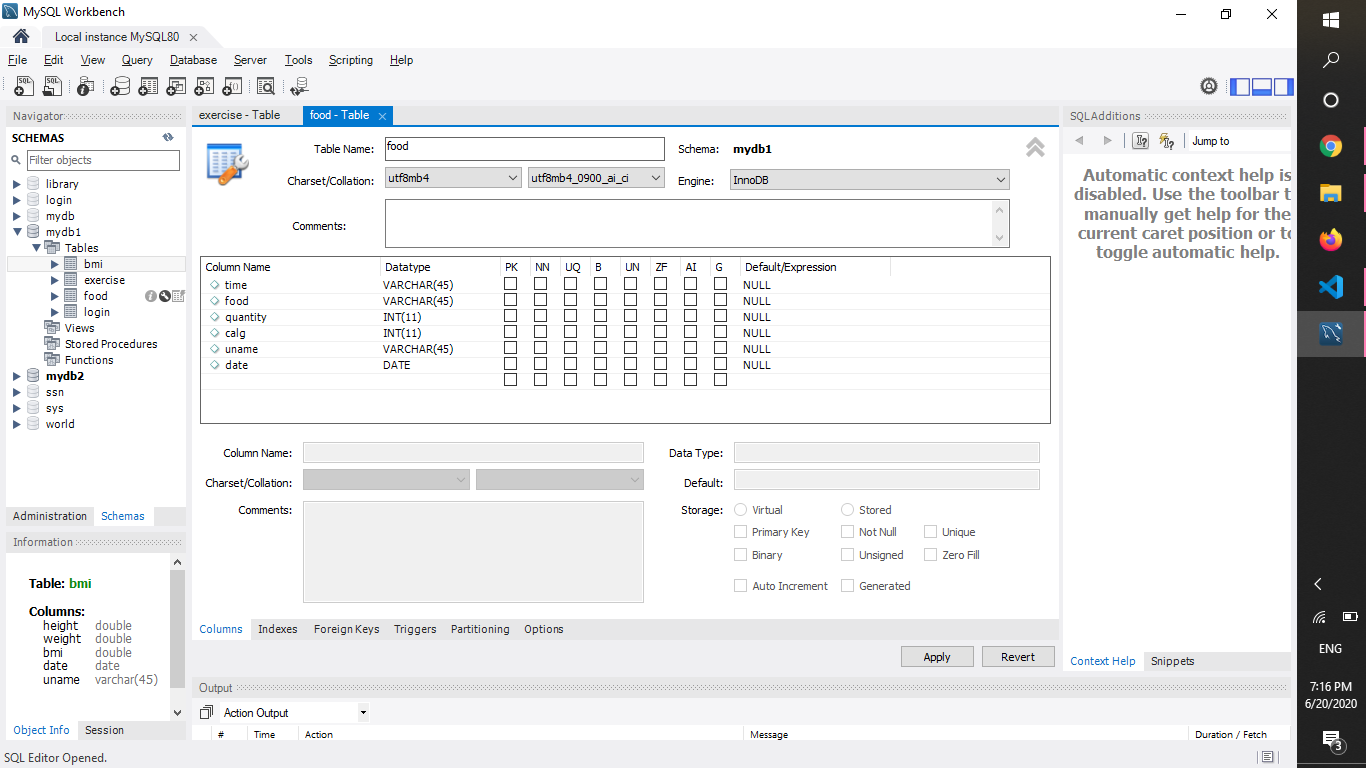 MySQL Workbench
Local instance MySQL80
File Edit View Query Database Server Tools Scripting Help
Navigator
SCHEMAS
Filter objects
library
login
mydb
mydb1
Tables
bmi
exercise
food
login
Views
Stored Procedures
Functions
mydb2
ssn
sys
world
Administration Schemas
Information
Table: bmi
Columns:
height double
weight double
bmi double
date date
uname varchar(45)
Object Info Session
exercise - Table food - Table
Table Name: food Schema: mydb1
Charset/Collation: utf8mb4 utf8mb4_0900_ai_ci Engine: InnoDB
Comments:
Column Name Datatype PK NN UQ B UN ZF AI G Default/Expression
time VARCHAR(45) NULL
food VARCHAR(45) NULL
quantity INT(11) NULL
calg INT(11) NULL
uname VARCHAR(45) NULL
date DATE NULL
Column Name: Data Type:
Charset/Collation: Default:
Comments: Storage: Virtual Stored
Primary Key Not Null Unique
Binary Unsigned Zero Fill
Auto Increment Generated
Columns Indexes Foreign Keys Triggers Partitioning Options
Apply Revert
Output
Action Output
# Time Action Message Duration / Fetch
SQLAdditions
Jump to
Automatic context help is
disabled. Use the toolbar t
manually get help for the
current caret position or to
toggle automatic help.
Context Help Snippets
SQL Editor Opened.
ENG
7:16 PM
6/20/2020
3